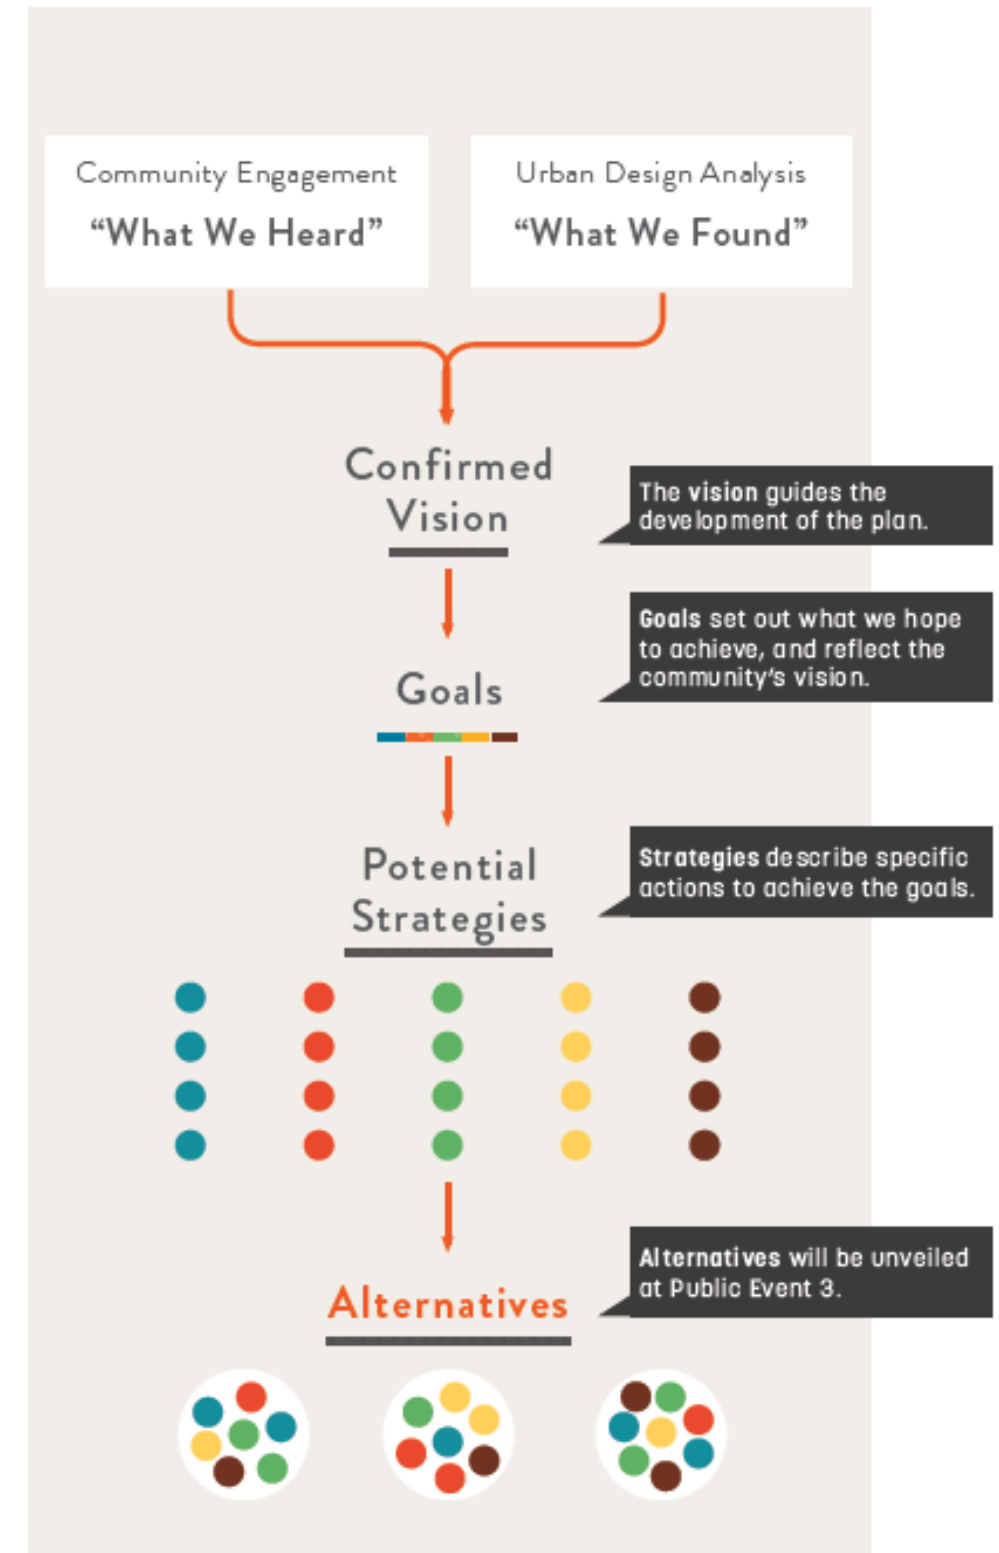 Community Engagement
“What We Heard”
Urban Design Analysis
“What We Found”
Confirmed
Vision
The vision guides the
development of the plan.
Goals
Goals set out what we hope
to achieve, and reflect the
community’s vision.
Potential
Strategies
Strategies describe specific
actions to achieve the goals.
Alternatives
Alternatives will be unveiled
at Public Event 3.